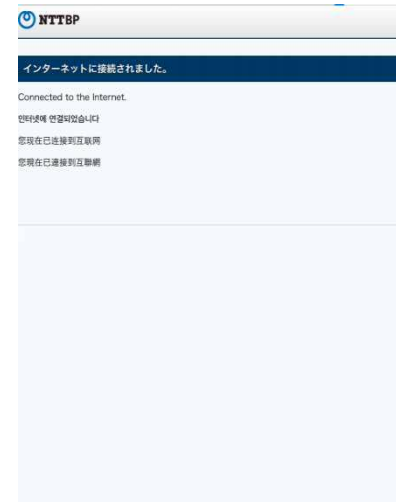 NTTBP
インターネットに接続されました。
Connected to the Internet.
인터넷에 연결되었습니다
您现在已连接到互联网
您現在已連接到互聯網